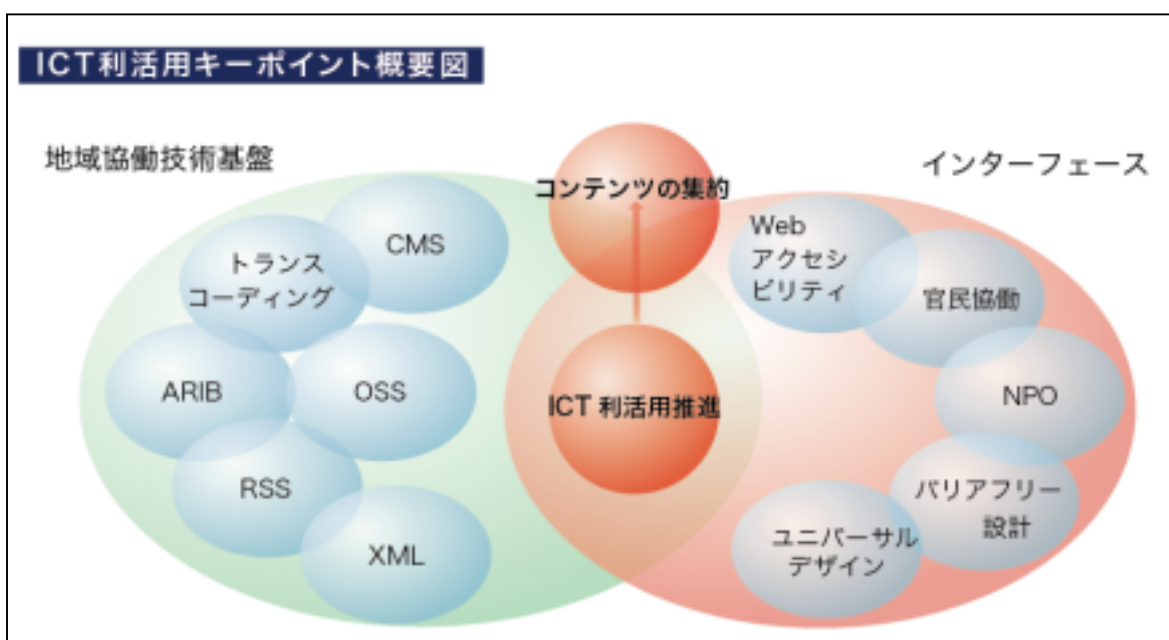 ICT利活用キーポイント概要図
地域協働技術基盤
インターフェース
コンテンツの集約
ICT 利活用推進
CMS
トランス
コーディング
ARIB
OSS
RSS
XML
Web
アクセシ
ビリティ
官民協働
NPO
バリアフリー
設計
ユニバーサル
デザイン